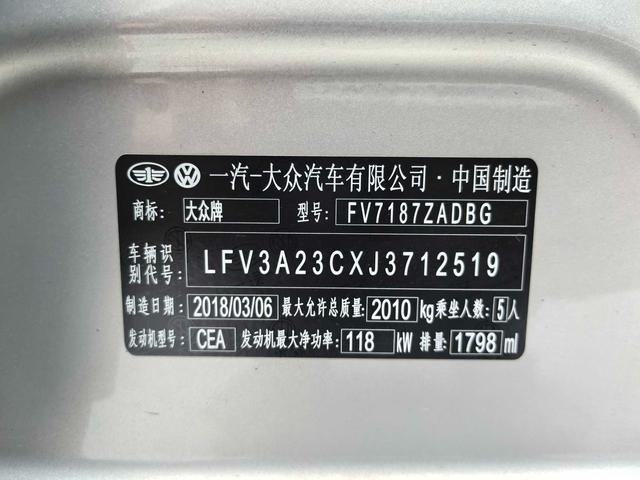 一汽-大众汽车有限公司·中国制造
商标: 大众牌 型号: FV7187ZADBG
车辆识别代号: LFV3A23CXJ3712519
制造日期: 2018/03/06 最大允许总质量: 2010 kg 乘坐人数: 5人
发动机型号: CEA 发动机最大净功率: 118 kW 排量: 1798 ml